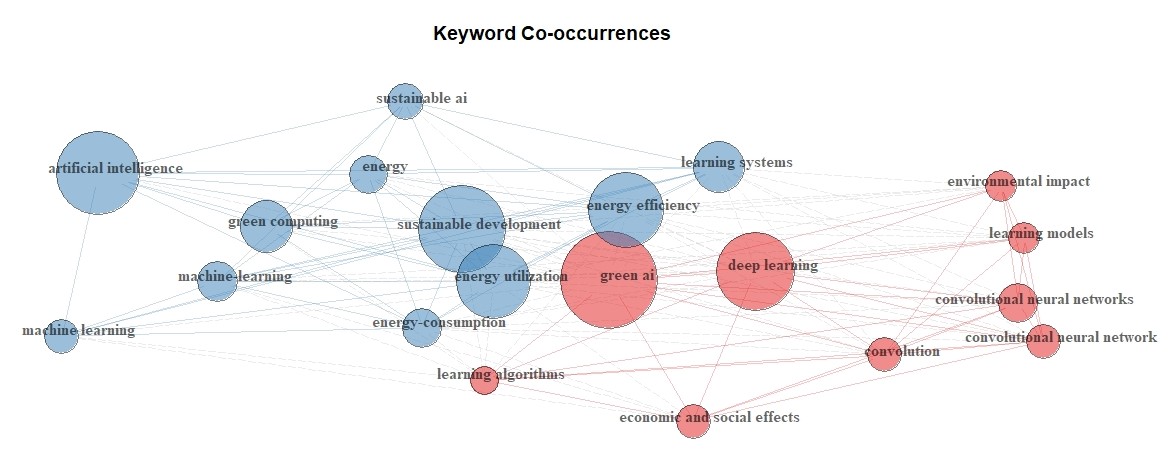 Keyword Co-occurrences
sustainable ai
artificial intelligence
energy
learning systems
environmental impact
energy efficiency
green computing
sustainable development
learning models
deep learning
machine-learning
energy utilization
green ai
convolutional neural networks
energy-consumption
machine learning
convolutional neural network
convolution
learning algorithms
economic and social effects